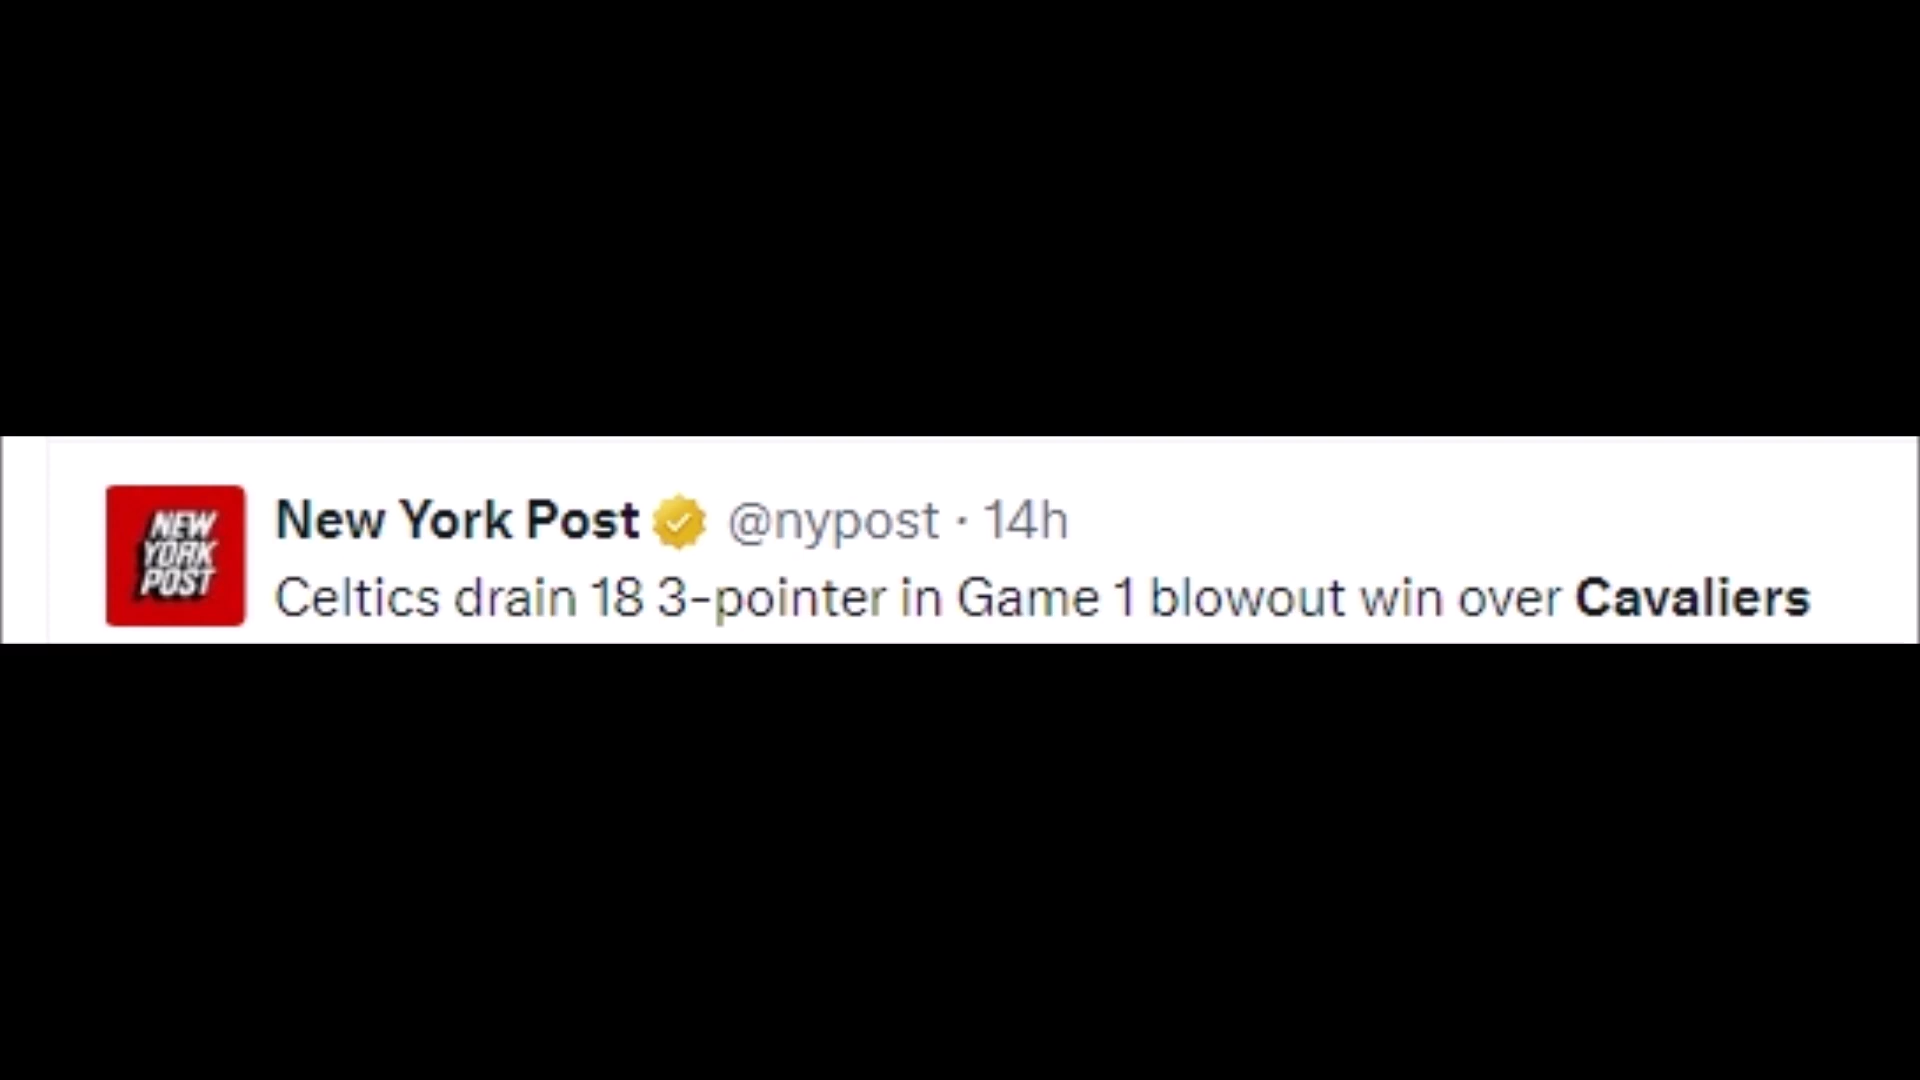 NEW
YORK
POST
New York Post @nypost · 14h
Celtics drain 18 3-pointer in Game 1 blowout win over Cavaliers